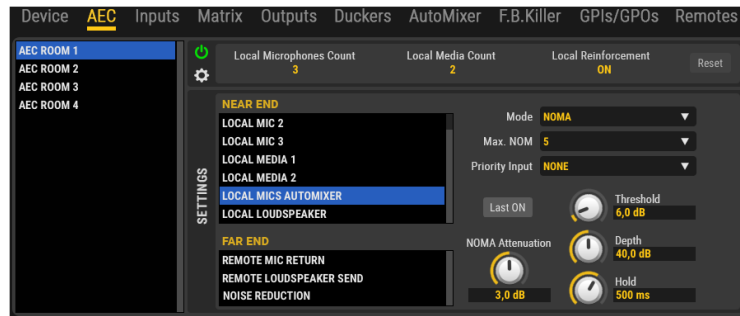 Device AEC Inputs Matrix Outputs Duckers AutoMixer F.B.Killer GPIs/GPOs Remotes
AEC ROOM 1
AEC ROOM 2
AEC ROOM 3
AEC ROOM 4
Local Microphones Count
3
Local Media Count
2
Local Reinforcement
ON
Reset
SETTINGS
NEAR END
LOCAL MIC 2
LOCAL MIC 3
LOCAL MEDIA 1
LOCAL MEDIA 2
LOCAL MICS AUTOMIXER
LOCAL LOUDSPEAKER
FAR END
REMOTE MIC RETURN
REMOTE LOUDSPEAKER SEND
NOISE REDUCTION
Mode NOMA
Max. NOM 5
Priority Input NONE
Last ON
Threshold
6,0 dB
NOMA Attenuation
3,0 dB
Depth
40,0 dB
Hold
500 ms